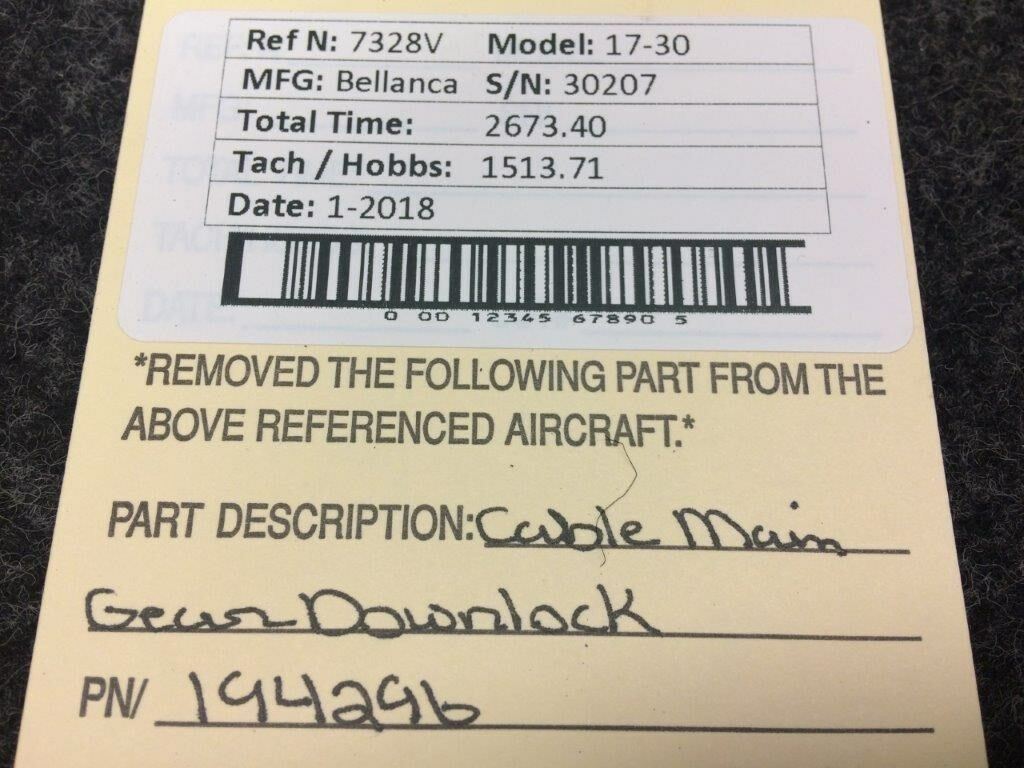 Ref N: 7328V Model: 17-30
MFG: Bellanca S/N: 30207
Total Time: 2673.40
Tach / Hobbs: 1513.71
Date: 1-2018
0 00 12345 67890 5
*REMOVED THE FOLLOWING PART FROM THE
ABOVE REFERENCED AIRCRAFT.*
PART DESCRIPTION: Cable Main
Gear Downlock
PN/ 194296